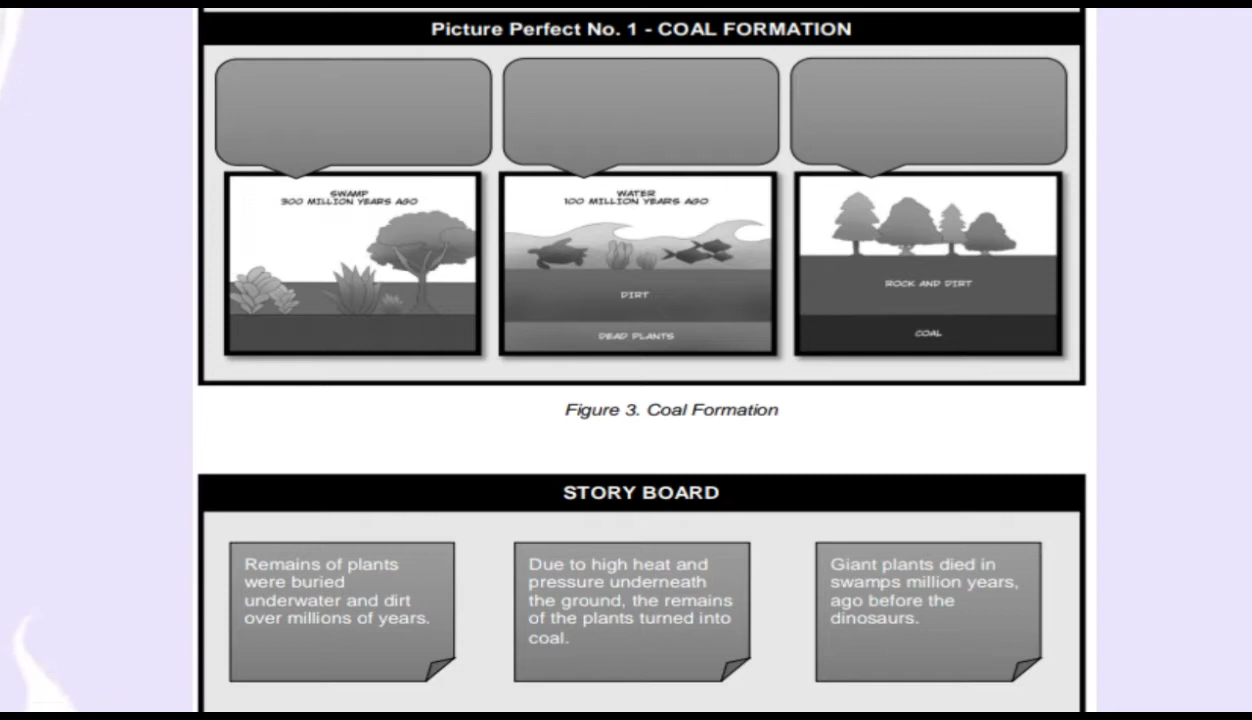 Picture Perfect No. 1 - COAL FORMATION
SWAMP
300 MILLION YEARS AGO
WATER
100 MILLION YEARS AGO
DIRT
DEAD PLANTS
ROCK AND DIRT
COAL
Figure 3. Coal Formation
STORY BOARD
Remains of plants
were buried
underwater and dirt
over millions of years.
Due to high heat and
pressure underneath
the ground, the remains
of the plants turned into
coal.
Giant plants died in
swamps million years,
ago before the
dinosaurs.